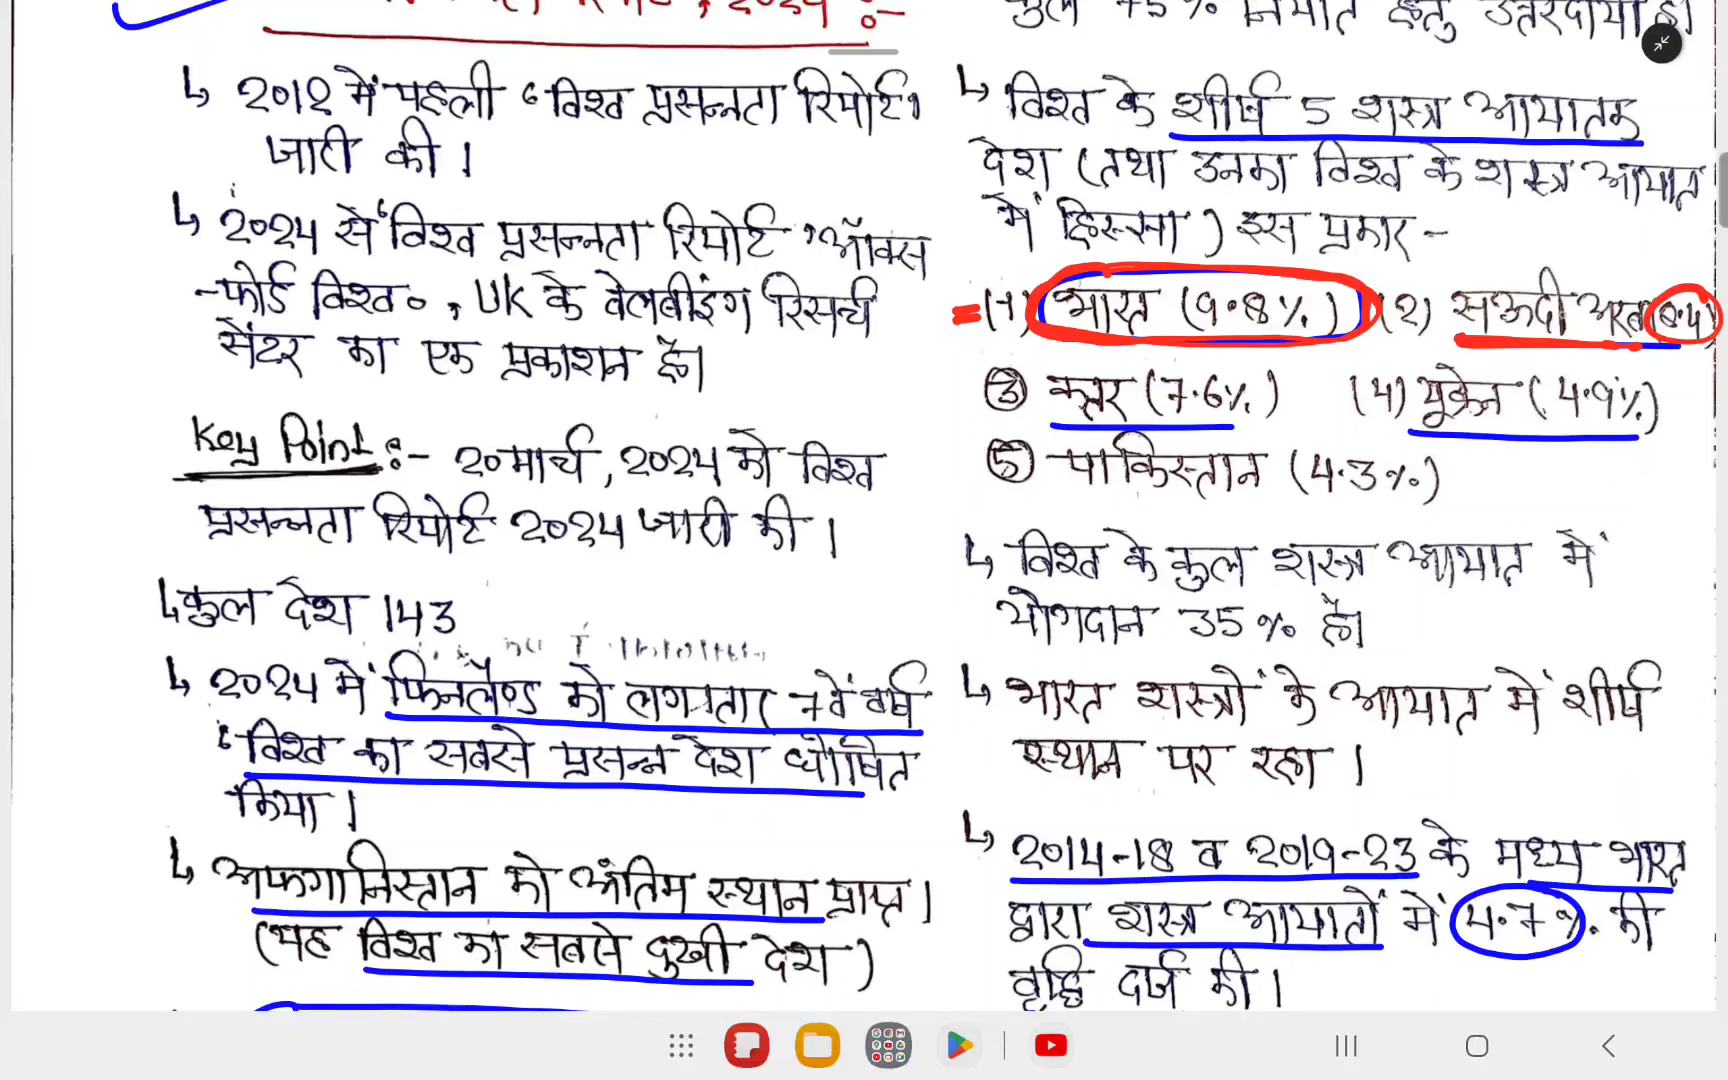 2012 में पहली 'विश्व प्रसन्नता रिपोर्ट'
जारी की ।
2024 से 'विश्व प्रसन्नता रिपोर्ट' ऑक्स
-फोर्ड विश्व०, UK के वेलबीइंग रिसर्च
सेंटर का एक प्रकाशन है।
Key Point :- 20 मार्च, 2024 को विश्व
प्रसन्नता रिपोर्ट 2024 जारी की ।
कुल देश 143
2024 में फिनलैण्ड को लगातार 7वें वर्ष
'विश्व का सबसे प्रसन्न देश घोषित
किया ।
अफगानिस्तान को अंतिम स्थान प्राप्त ।
(यह विश्व का सबसे दुखी देश)
कुल 75% निर्यात हेतु उत्तरदायी है।
विश्व के शीर्ष 5 शस्त्र आयातक
देश (तथा उनका विश्व के शस्त्र आयात
में हिस्सा) इस प्रकार -
(1) भारत (9.8%) (2) सऊदी अरब (8.4)
③ कतर (7.6%) (4) यूक्रेन (4.9%)
⑤ पाकिस्तान (4.3%)
विश्व के कुल शस्त्र आयात में
योगदान 35% है।
भारत शस्त्रों के आयात में शीर्ष
स्थान पर रहा ।
2014-18 व 2019-23 के मध्य भारत
द्वारा शस्त्र आयातों में 4.7% की
वृद्धि दर्ज की ।